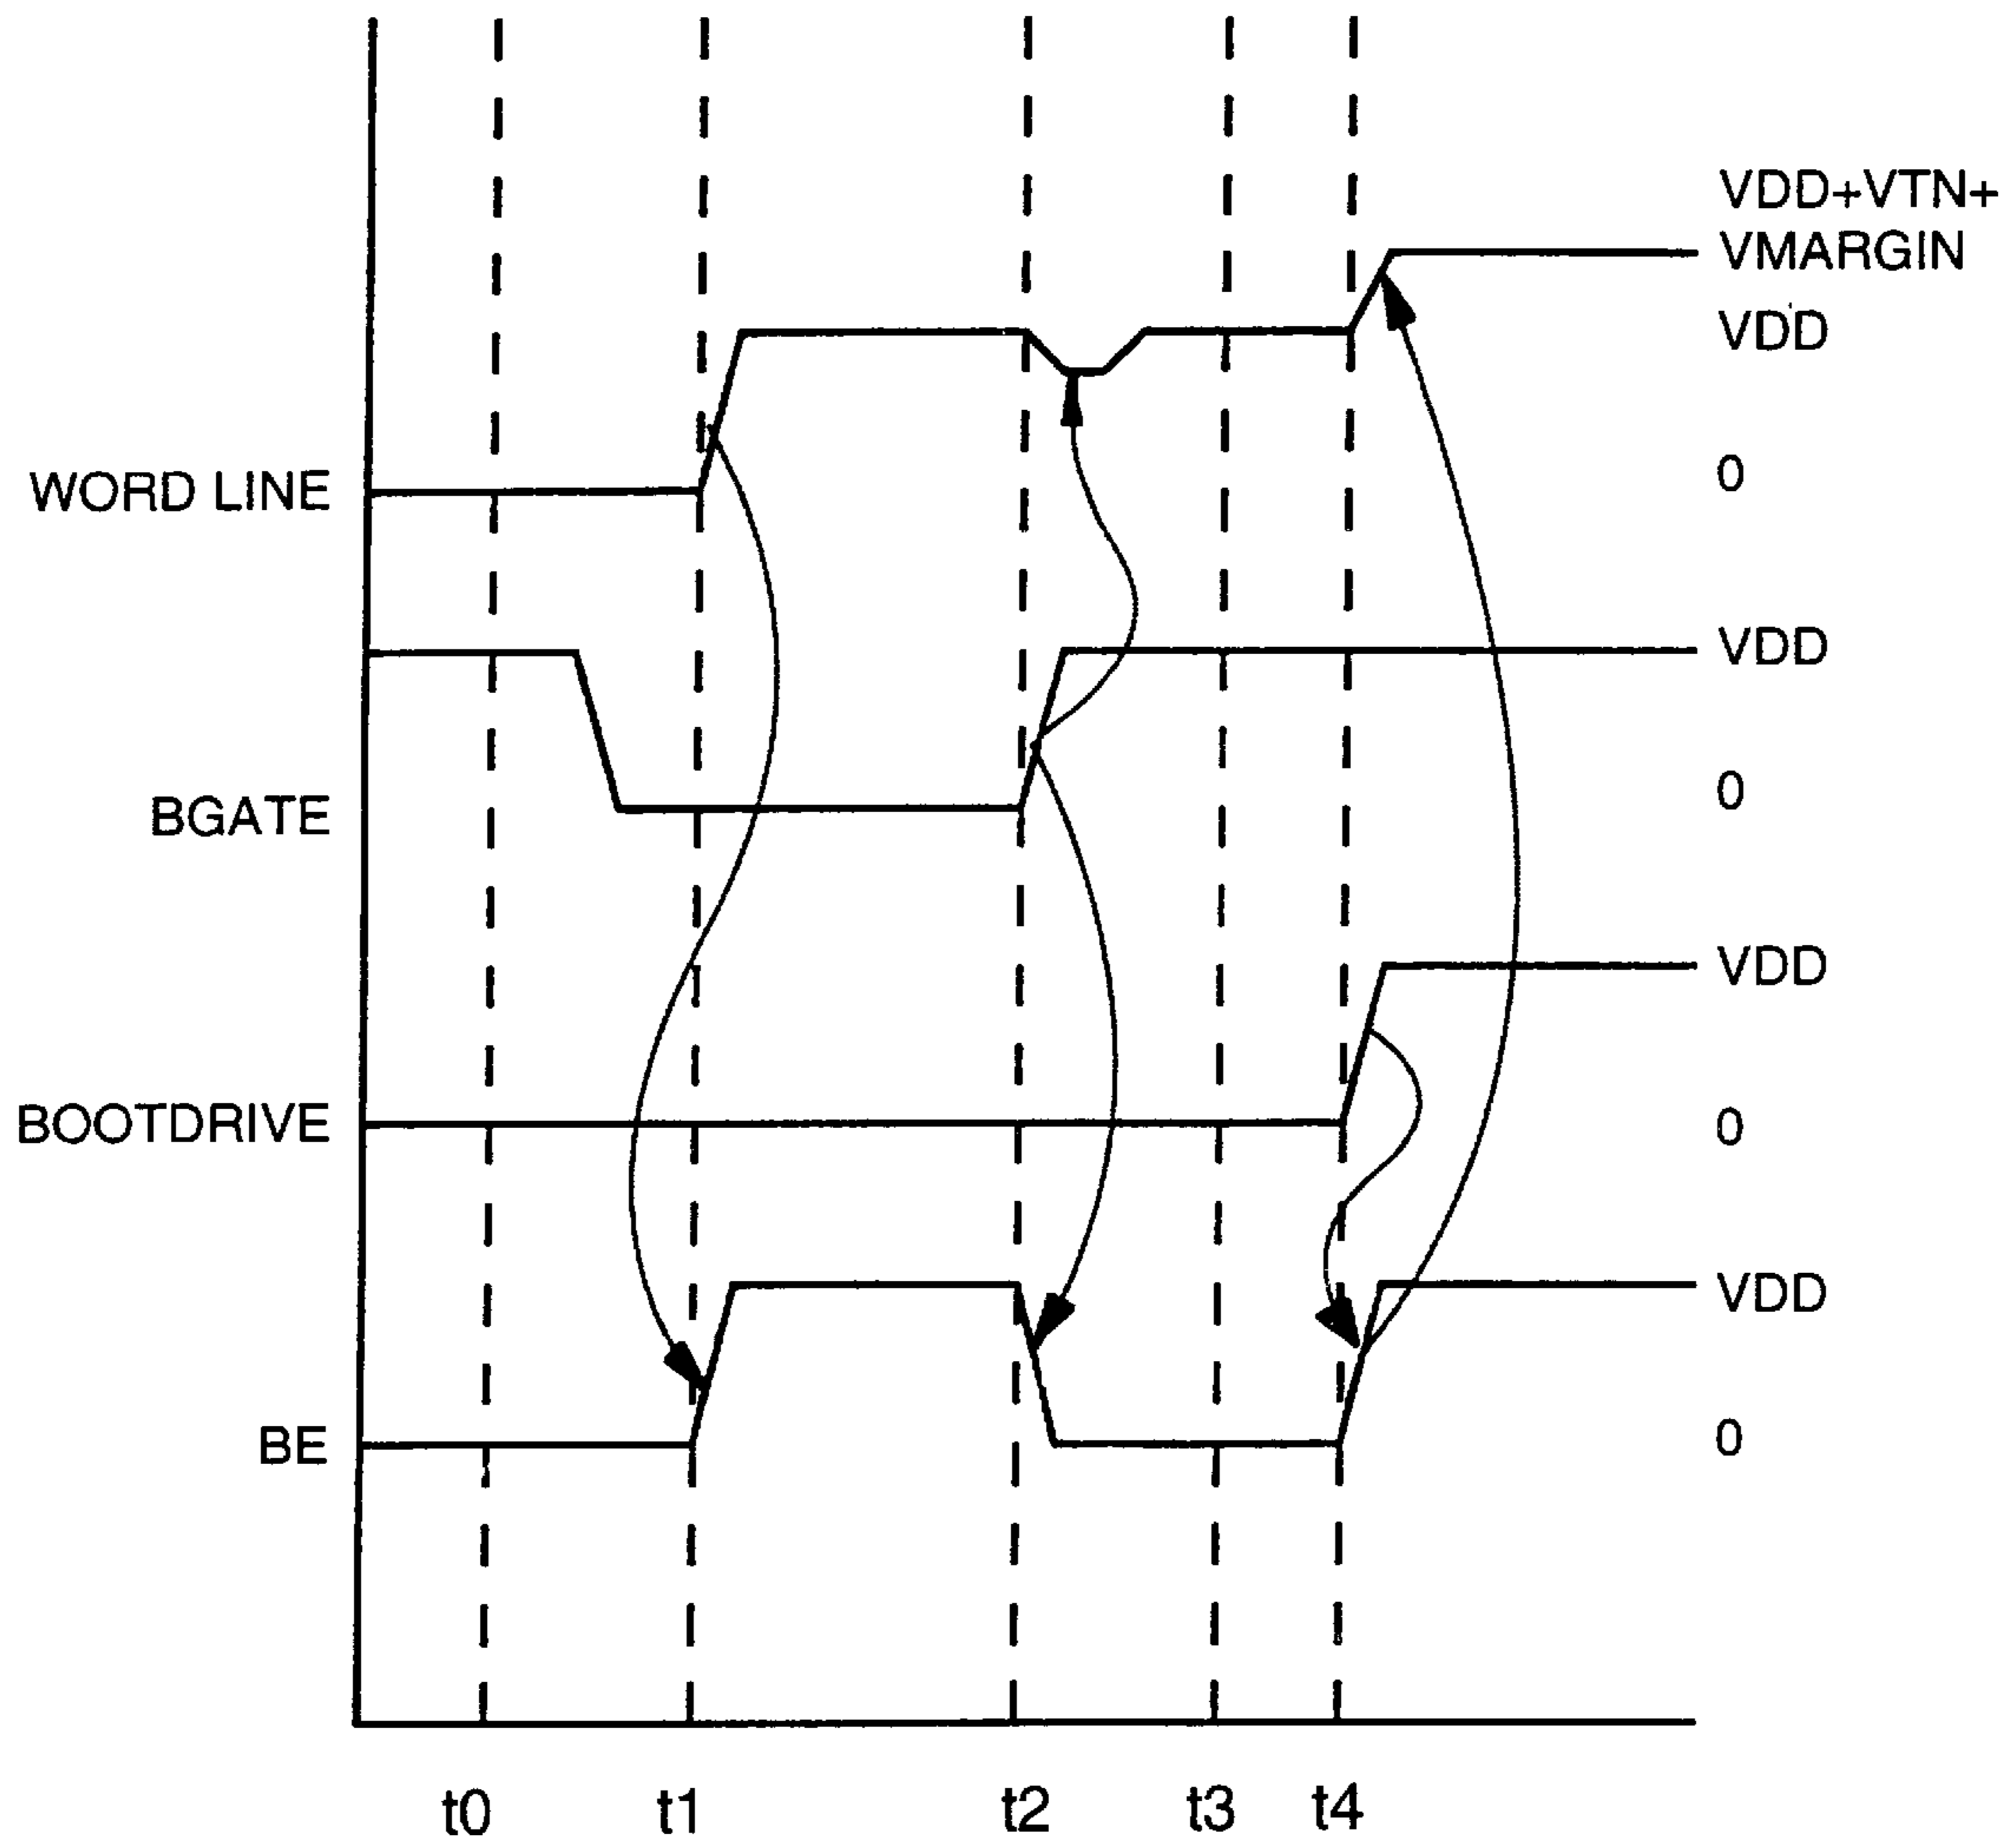 VDD+VTN+
VMARGIN
VDD
WORD LINE
0
VDD
BGATE
0
VDD
BOOTDRIVE
0
VDD
BE
0
t0
t1
t2
t3
t4